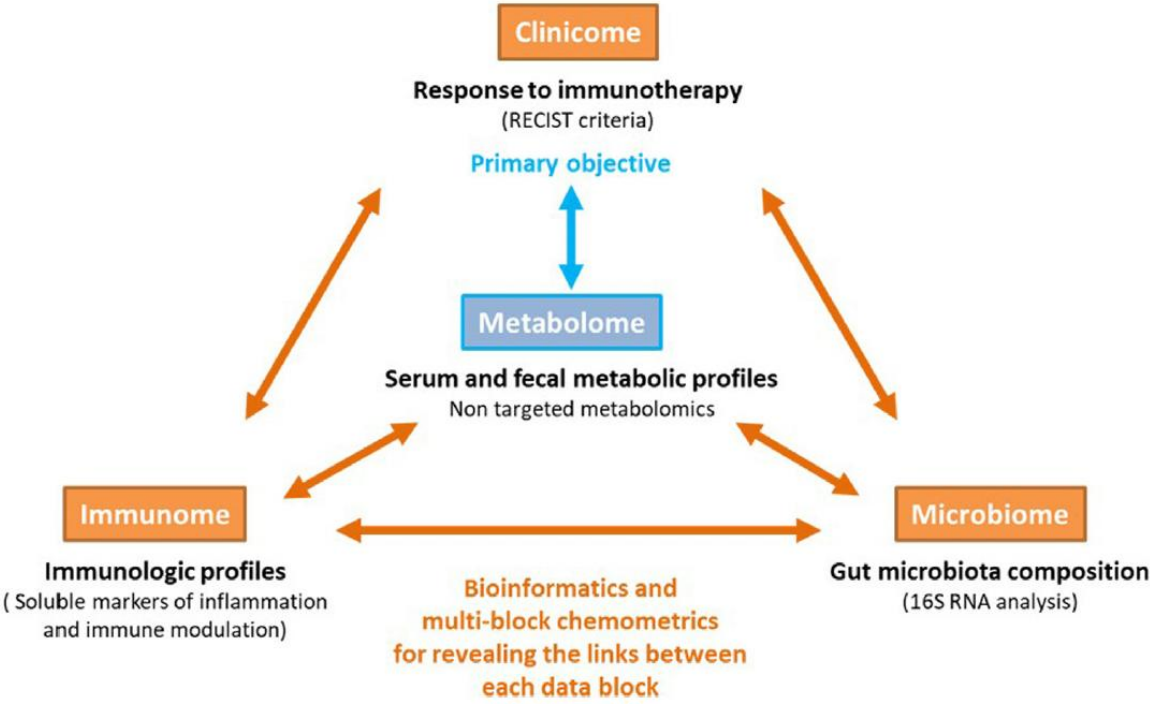 Clinicome
Response to immunotherapy
(RECIST criteria)
Primary objective
Metabolome
Serum and fecal metabolic profiles
Non targeted metabolomics
Immunome
Immunologic profiles
( Soluble markers of inflammation
and immune modulation)
Microbiome
Gut microbiota composition
(16S RNA analysis)
Bioinformatics and
multi-block chemometrics
for revealing the links between
each data block